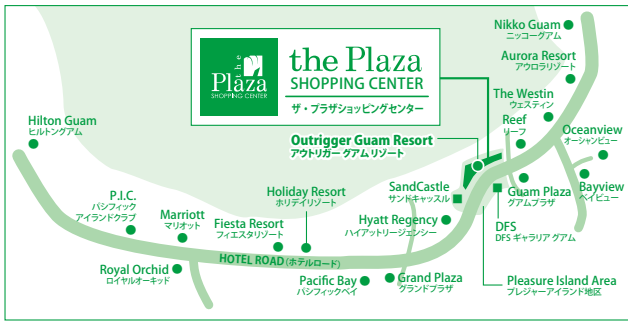 the
Plaza
SHOPPING CENTER
the Plaza
SHOPPING CENTER
ザ・プラザショッピングセンター
Nikko Guam
ニッコーグアム
Aurora Resort
アウロラリゾート
The Westin
ウェスティン
Reef
リーフ
Oceanview
オーシャンビュー
Hilton Guam
ヒルトングアム
Outrigger Guam Resort
アウトリガー グアム リゾート
P.I.C.
パシフィック
アイランドクラブ
Marriott
マリオット
Fiesta Resort
フィエスタリゾート
Holiday Resort
ホリデイリゾート
SandCastle
サンドキャッスル
Hyatt Regency
ハイアットリージェンシー
Guam Plaza
グアムプラザ
Bayview
ベイビュー
DFS
DFS ギャラリア グアム
HOTEL ROAD (ホテルロード)
Royal Orchid
ロイヤルオーキッド
Pacific Bay
パシフィックベイ
Grand Plaza
グランドプラザ
Pleasure Island Area
プレジャーアイランド地区